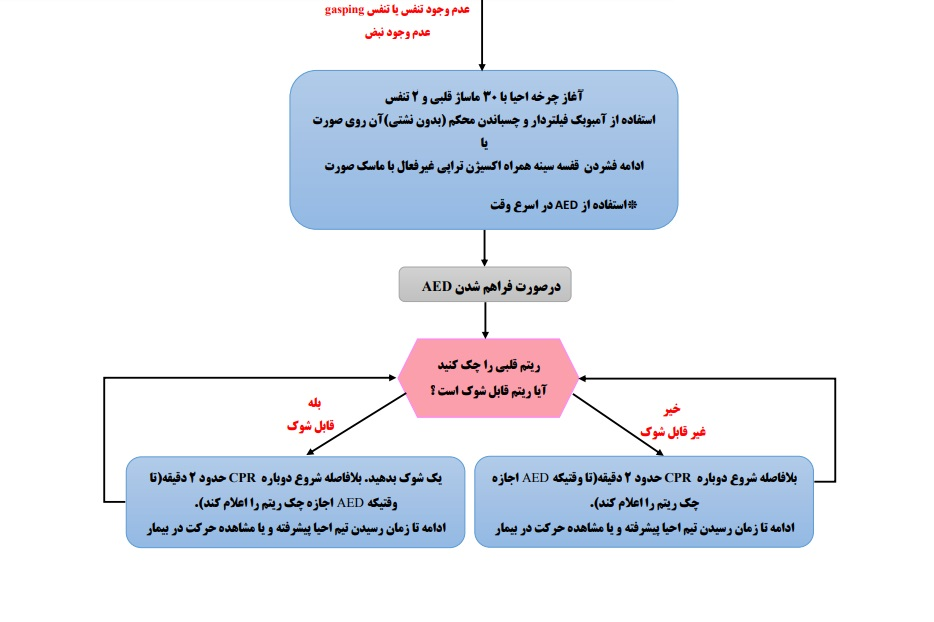 عدم وجود تنفس یا تنفس gasping
عدم وجود نبض
آغاز چرخه احیا با ۳۰ ماساژ قلبی و ۲ تنفس
استفاده از آمبوبک فیلتردار و چسباندن محکم (بدون نشتی)آن روی صورت
یا
ادامه فشردن قفسه سینه همراه اکسیژن تراپی غیرفعال با ماسک صورت
❊استفاده از AED در اسرع وقت
درصورت فراهم شدن AED
ریتم قلبی را چک کنید
آیا ریتم قابل شوک است ؟
خیر
غیر قابل شوک
بله
قابل شوک
بلافاصله شروع دوباره CPR حدود ۲ دقیقه(تا وقتیکه AED اجازه
چک ریتم را اعلام کند).
ادامه تا زمان رسیدن تیم احیا پیشرفته و یا مشاهده حرکت در بیمار
یک شوک بدهید. بلافاصله شروع دوباره CPR حدود ۲ دقیقه(تا
وقتیکه AED اجازه چک ریتم را اعلام کند).
ادامه تا زمان رسیدن تیم احیا پیشرفته و یا مشاهده حرکت در بیمار